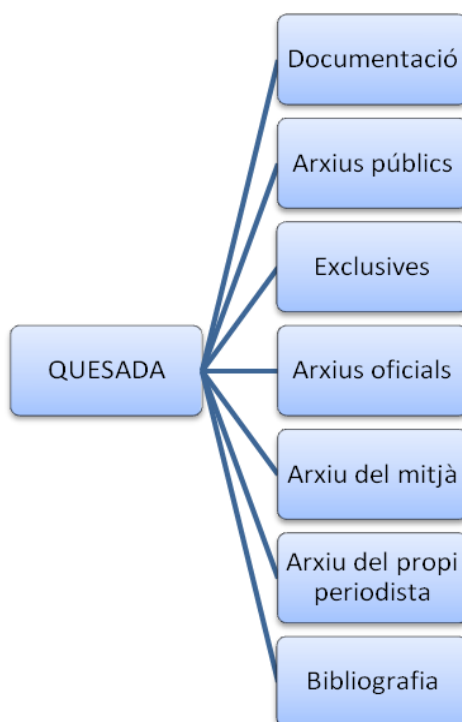 Documentació
Arxius públics
Exclusives
QUESADA
Arxius oficials
Arxiu del mitjà
Arxiu del propi
periodista
Bibliografia